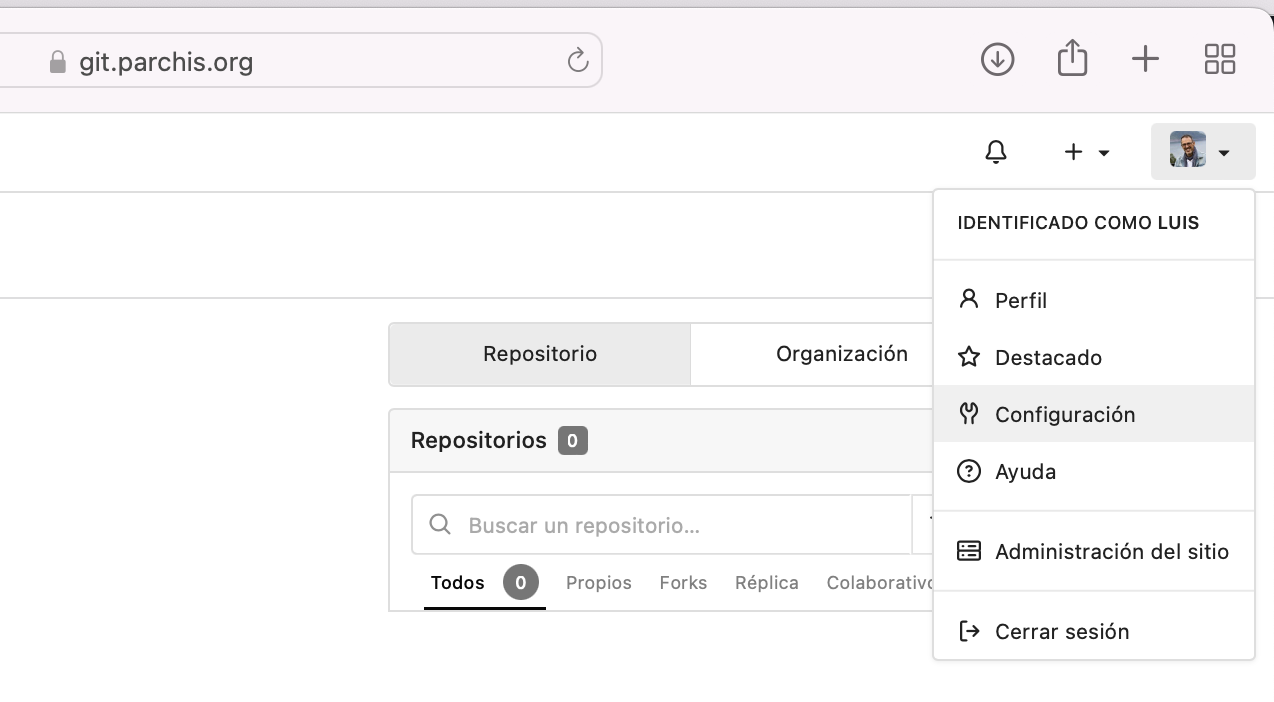 git.parchis.org
IDENTIFICADO COMO LUIS
Perfil
Destacado
Configuración
Ayuda
Administración del sitio
Cerrar sesión
Repositorio
Organización
Repositorios 0
Buscar un repositorio...
Todos 0 Propios Forks Réplica